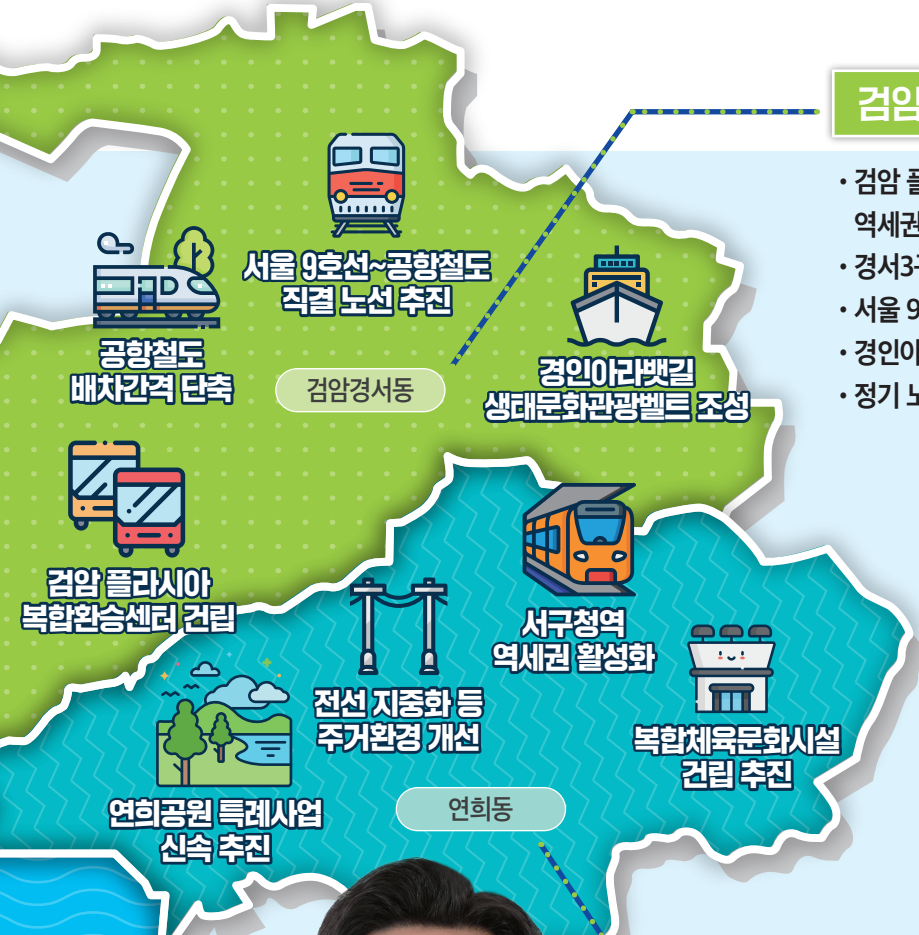 서울 9호선~공항철도
직결 노선 추진
공항철도
배차간격 단축
검암경서동
경인아라뱃길
생태문화관광벨트 조성
검암 플라시아
복합환승센터 건립
서구청역
역세권 활성화
전선 지중화 등
주거환경 개선
복합체육문화시설
건립 추진
연희공원 특례사업
신속 추진
연희동
검암
· 검암
역세권
· 경서3
· 서울 9
· 경인아
· 정기